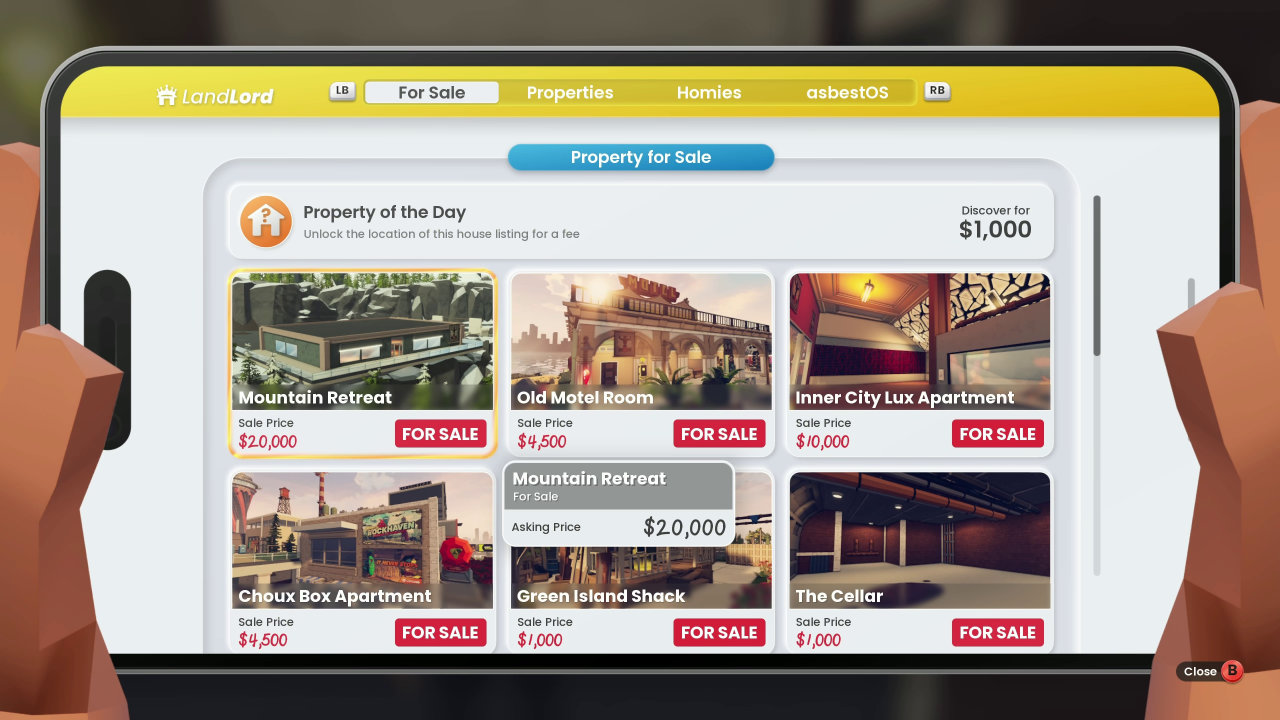 LandLord
LB
For Sale
Properties
Homies
asbestOS
RB
Property for Sale
Property of the Day
Unlock the location of this house listing for a fee
Discover for
$1,000
Mountain Retreat
Sale Price
$20,000
FOR SALE
Old Motel Room
Sale Price
$4,500
FOR SALE
Inner City Lux Apartment
Sale Price
$10,000
FOR SALE
Mountain Retreat
For Sale
Asking Price
$20,000
ROCKHAVEN
Choux Box Apartment
Sale Price
$4,500
FOR SALE
Green Island Shack
Sale Price
$1,000
FOR SALE
The Cellar
Sale Price
$1,000
FOR SALE
Close B